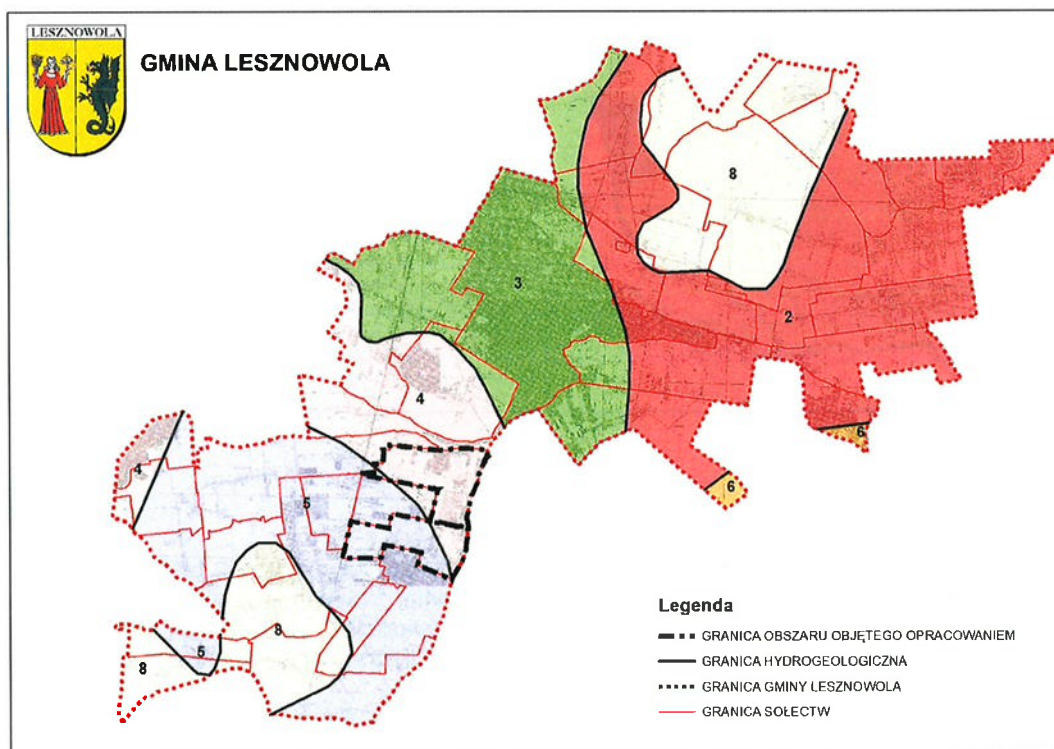 LESZNOWOLA
GMINA LESZNOWOLA
8
3
2
4
6
4
6
5
8
5
8
Legenda
GRANICA OBSZARU OBJĘTEGO OPRACOWANIEM
GRANICA HYDROGEOLOGICZNA
GRANICA GMINY LESZNOWOLA
GRANICA SOŁECTW